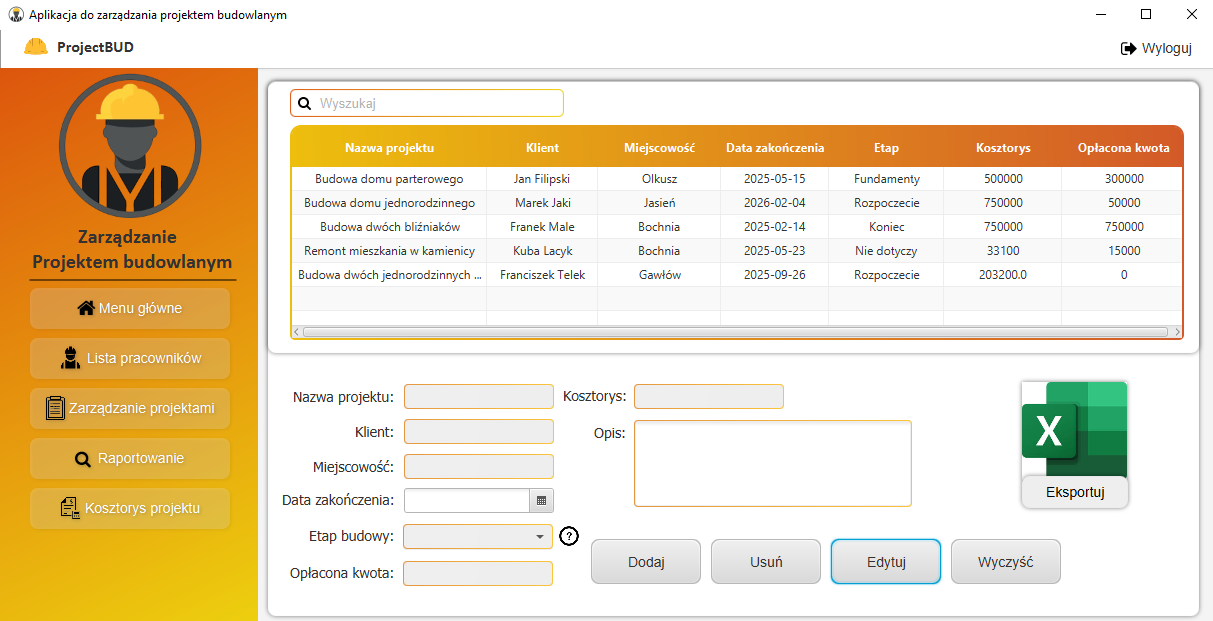 Aplikacja do zarządzania projektem budowlanym
ProjectBUD
Wyloguj
Zarządzanie
Projektem budowlanym
Menu główne
Lista pracowników
Zarządzanie projektami
Raportowanie
Kosztorys projektu
Wyszukaj
Nazwa projektu Klient Miejscowość Data zakończenia Etap Kosztorys Opłacona kwota
Budowa domu parterowego Jan Filipski Olkusz 2025-05-15 Fundamenty 500000 300000
Budowa domu jednorodzinnego Marek Jaki Jasień 2026-02-04 Rozpoczecie 750000 50000
Budowa dwóch bliźniaków Franek Male Bochnia 2025-02-14 Koniec 750000 750000
Remont mieszkania w kamienicy Kuba Lacyk Bochnia 2025-05-23 Nie dotyczy 33100 15000
Budowa dwóch jednorodzinnych ... Franciszek Telek Gawłów 2025-09-26 Rozpoczecie 203200.0 0
Nazwa projektu: Kosztorys:
Klient: Opis:
Miejscowość:
Data zakończenia:
Etap budowy: ?
Opłacona kwota:
X
Eksportuj
Dodaj Usuń Edytuj Wyczyść